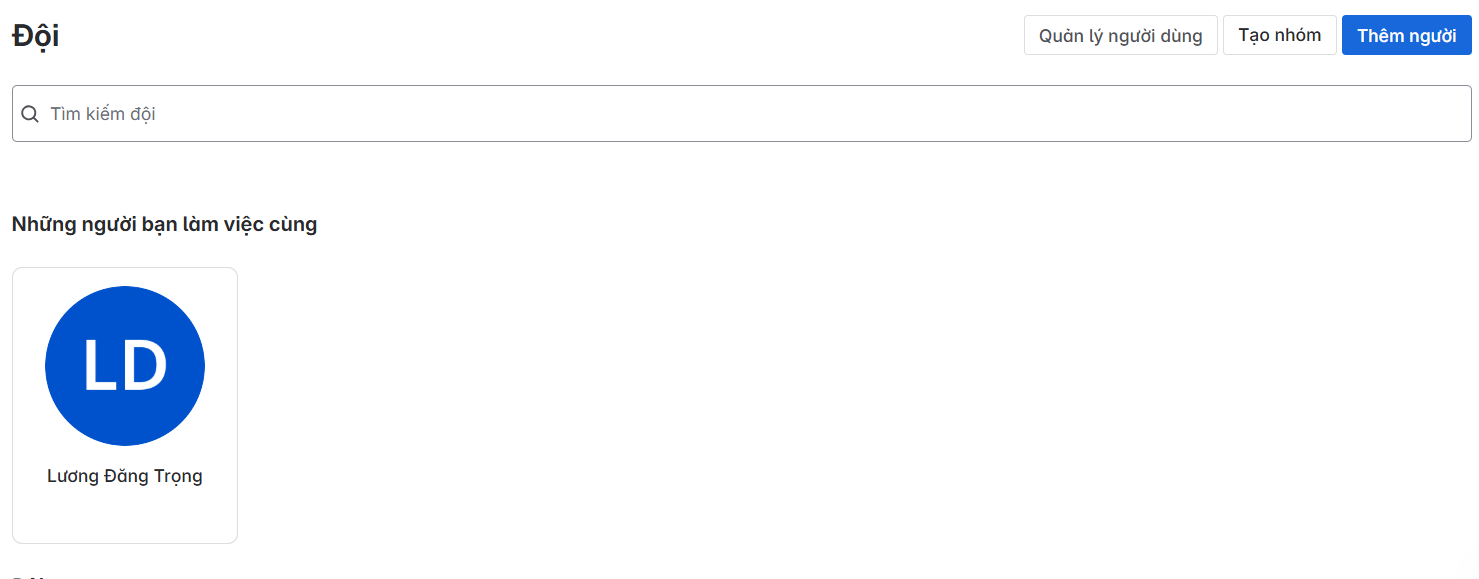 Đội
Quản lý người dùng
Tạo nhóm
Thêm người
Tìm kiếm đội
Những người bạn làm việc cùng
LD
Lương Đăng Trọng